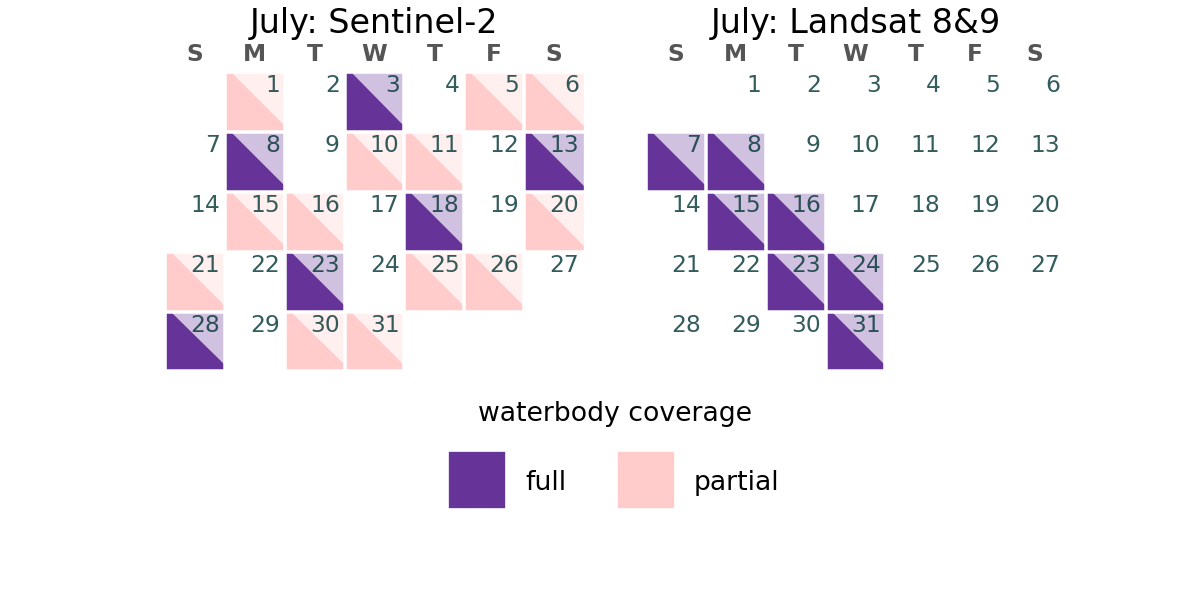 July: Sentinel-2
S M T W T F S
1 2 3 4 5 6
7 8 9 10 11 12 13
14 15 16 17 18 19 20
21 22 23 24 25 26 27
28 29 30 31
July: Landsat 8&9
S M T W T F S
1 2 3 4 5 6
7 8 9 10 11 12 13
14 15 16 17 18 19 20
21 22 23 24 25 26 27
28 29 30 31
waterbody coverage
full partial